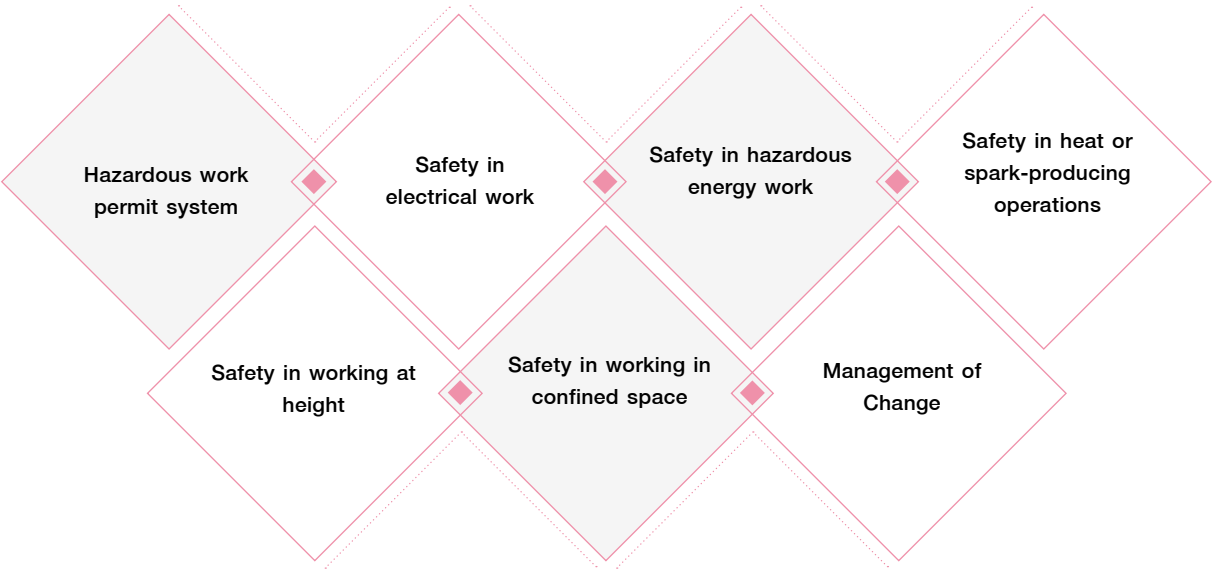 Hazardous work
permit system
Safety in
electrical work
Safety in hazardous
energy work
Safety in heat or
spark-producing
operations
Safety in working at
height
Safety in working in
confined space
Management of
Change